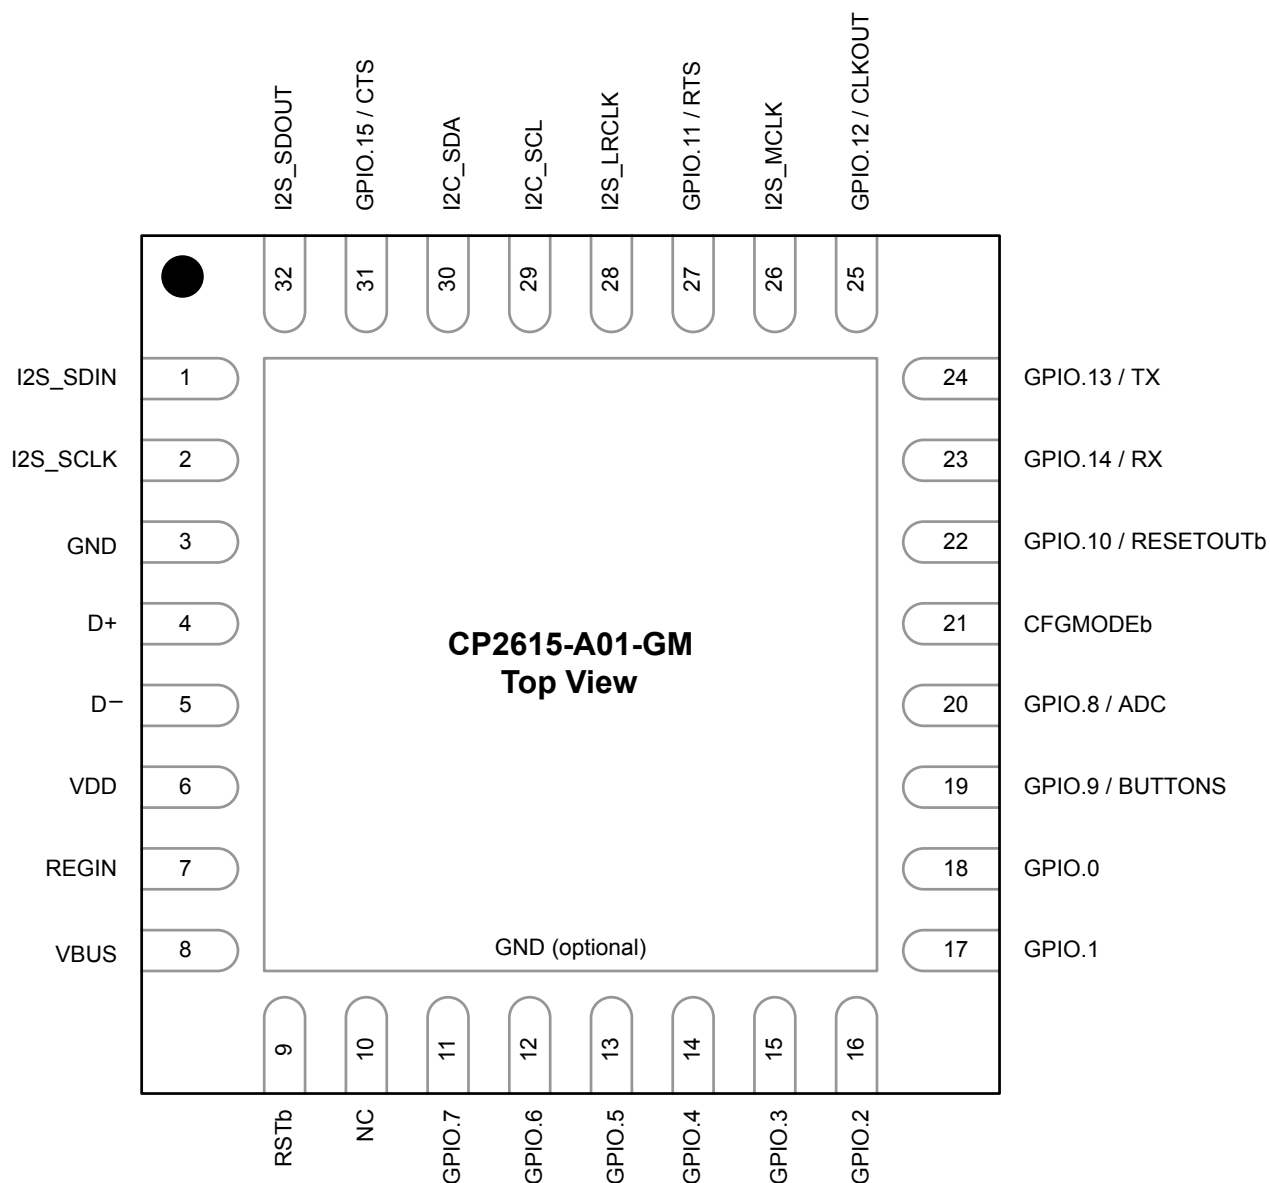 I2S_SDOUT
GPIO.15 / CTS
I2C_SDA
I2C_SCL
I2S_LRCLK
GPIO.11 / RTS
I2S_MCLK
GPIO.12 / CLKOUT
32
31
30
29
28
27
26
25
I2S_SDIN
1
24
GPIO.13 / TX
I2S_SCLK
2
23
GPIO.14 / RX
GND
3
22
GPIO.10 / RESETOUTb
D+
4
21
CFGMODEb
CP2615-A01-GM
Top View
D−
5
20
GPIO.8 / ADC
VDD
6
19
GPIO.9 / BUTTONS
REGIN
7
18
GPIO.0
VBUS
8
GND (optional)
17
GPIO.1
9
10
11
12
13
14
15
16
RSTb
NC
GPIO.7
GPIO.6
GPIO.5
GPIO.4
GPIO.3
GPIO.2